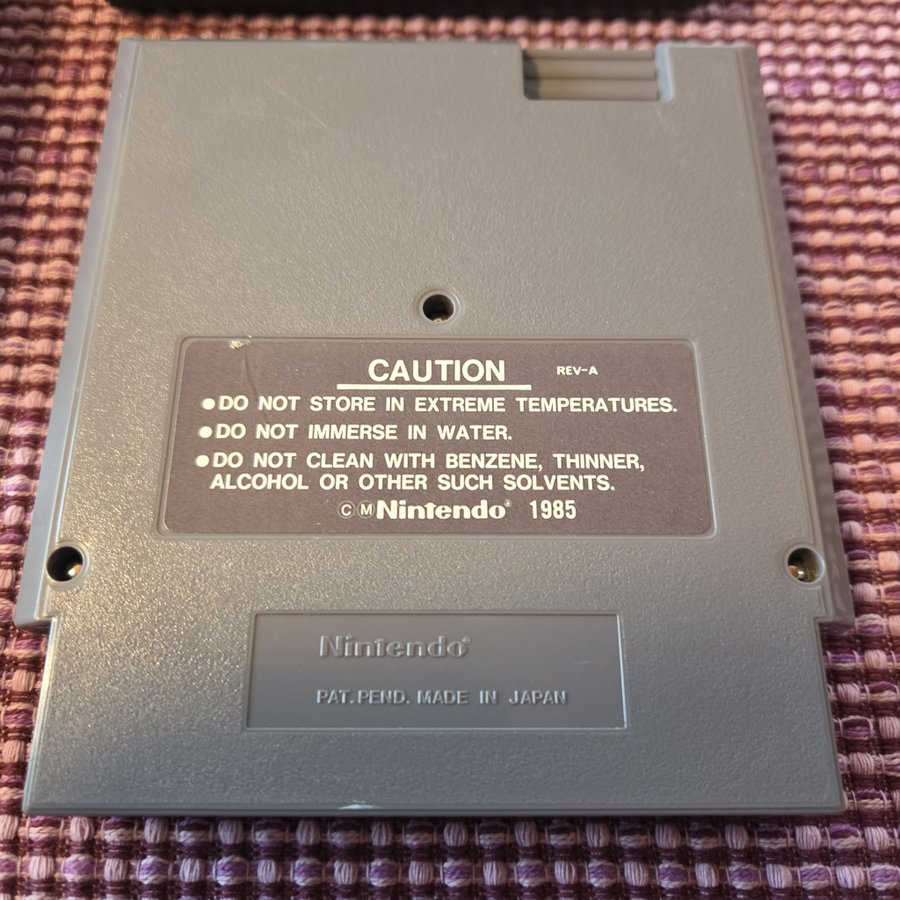 CAUTION REV-A
●DO NOT STORE IN EXTREME TEMPERATURES.
●DO NOT IMMERSE IN WATER.
●DO NOT CLEAN WITH BENZENE, THINNER,
ALCOHOL OR OTHER SUCH SOLVENTS.
ⒸⓂNintendo® 1985
Nintendo®
PAT. PEND. MADE IN JAPAN